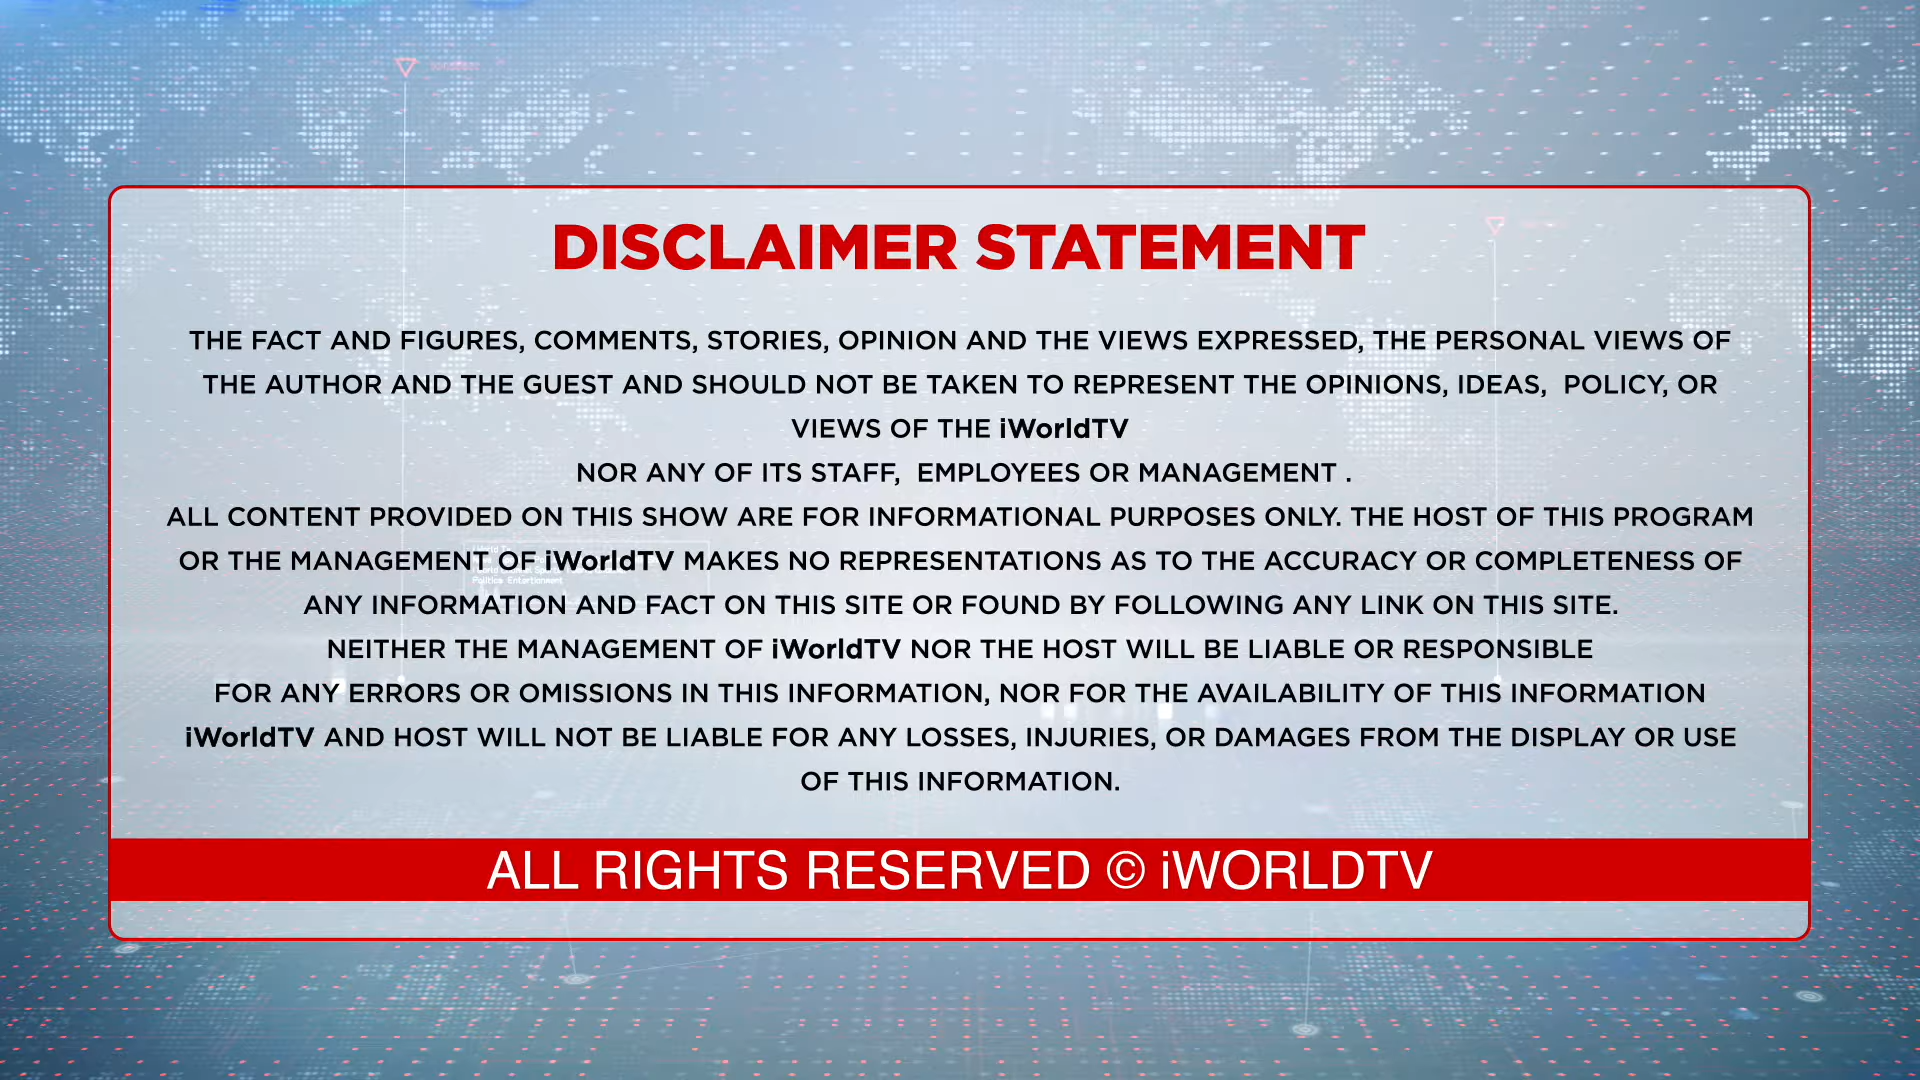 DISCLAIMER STATEMENT
THE FACT AND FIGURES, COMMENTS, STORIES, OPINION AND THE VIEWS EXPRESSED, THE PERSONAL VIEWS OF
THE AUTHOR AND THE GUEST AND SHOULD NOT BE TAKEN TO REPRESENT THE OPINIONS, IDEAS, POLICY, OR
VIEWS OF THE iWorldTV
NOR ANY OF ITS STAFF, EMPLOYEES OR MANAGEMENT .
ALL CONTENT PROVIDED ON THIS SHOW ARE FOR INFORMATIONAL PURPOSES ONLY. THE HOST OF THIS PROGRAM
OR THE MANAGEMENT OF iWorldTV MAKES NO REPRESENTATIONS AS TO THE ACCURACY OR COMPLETENESS OF
Politics Entertionment
ANY INFORMATION AND FACT ON THIS SITE OR FOUND BY FOLLOWING ANY LINK ON THIS SITE.
NEITHER THE MANAGEMENT OF iWorldTV NOR THE HOST WILL BE LIABLE OR RESPONSIBLE
FOR ANY ERRORS OR OMISSIONS IN THIS INFORMATION, NOR FOR THE AVAILABILITY OF THIS INFORMATION
iWorldTV AND HOST WILL NOT BE LIABLE FOR ANY LOSSES, INJURIES, OR DAMAGES FROM THE DISPLAY OR USE
OF THIS INFORMATION.
ALL RIGHTS RESERVED © iWORLDTV